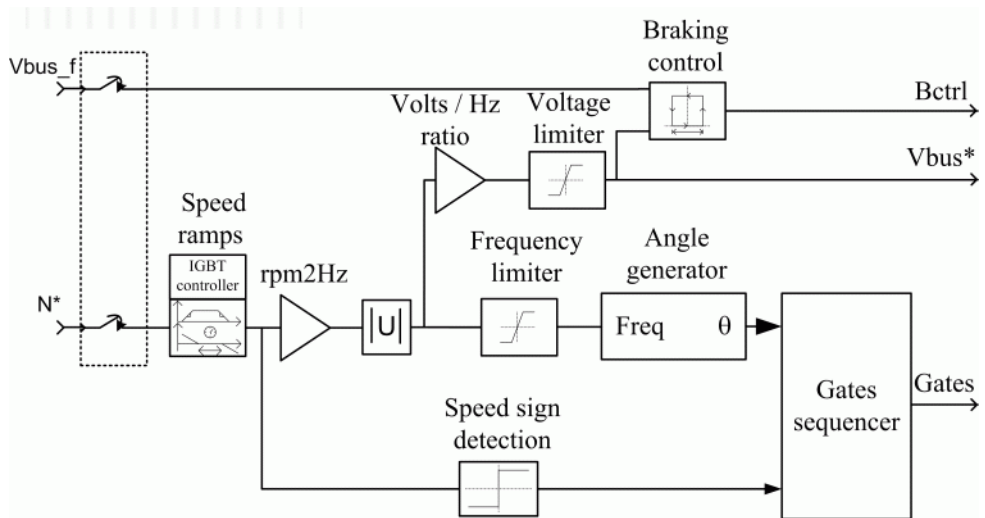 Braking
control
Vbus_f
Volts / Hz
ratio
Voltage
limiter
Bctrl
Vbus*
Speed
ramps
IGBT
controller
rpm2Hz
Frequency
limiter
Angle
generator
N*
|U|
Freq θ
Gates
sequencer
Gates
Speed sign
detection